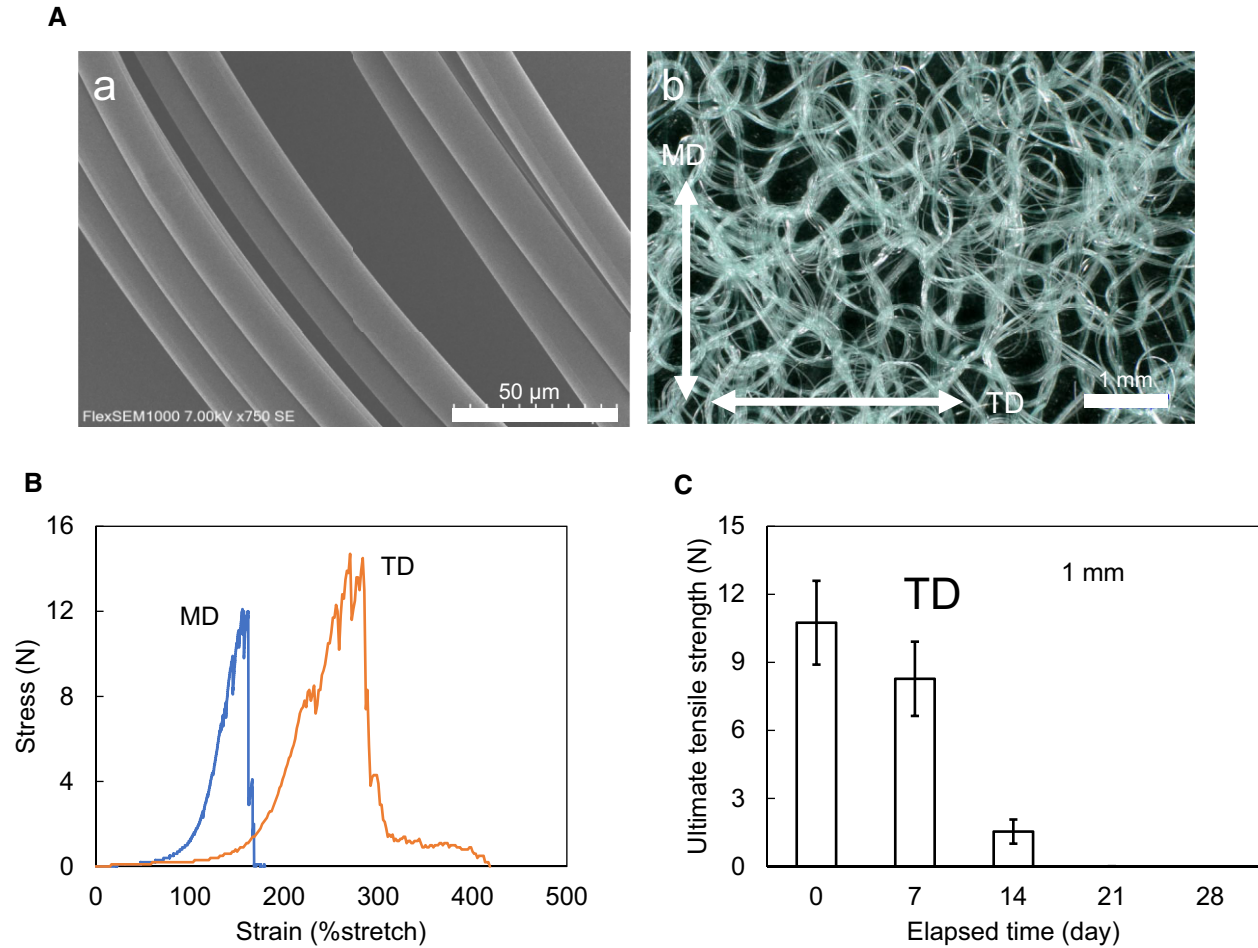 A
a
50 µm
FlexSEM1000 7.00kV x750 SE
b
MD
TD
1 mm
B
Stress (N)
16
12
8
4
0
MD
TD
0 100 200 300 400 500
Strain (%stretch)
C
Ultimate tensile strength (N)
15
12
9
6
3
0
TD
1 mm
0 7 14 21 28
Elapsed time (day)